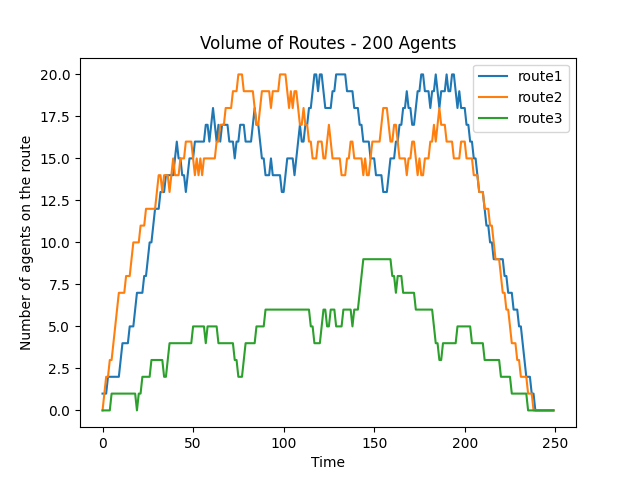 Volume of Routes - 200 Agents
route1
route2
route3
Number of agents on the route
20.0
17.5
15.0
12.5
10.0
7.5
5.0
2.5
0.0
0
50
100
150
200
250
Time